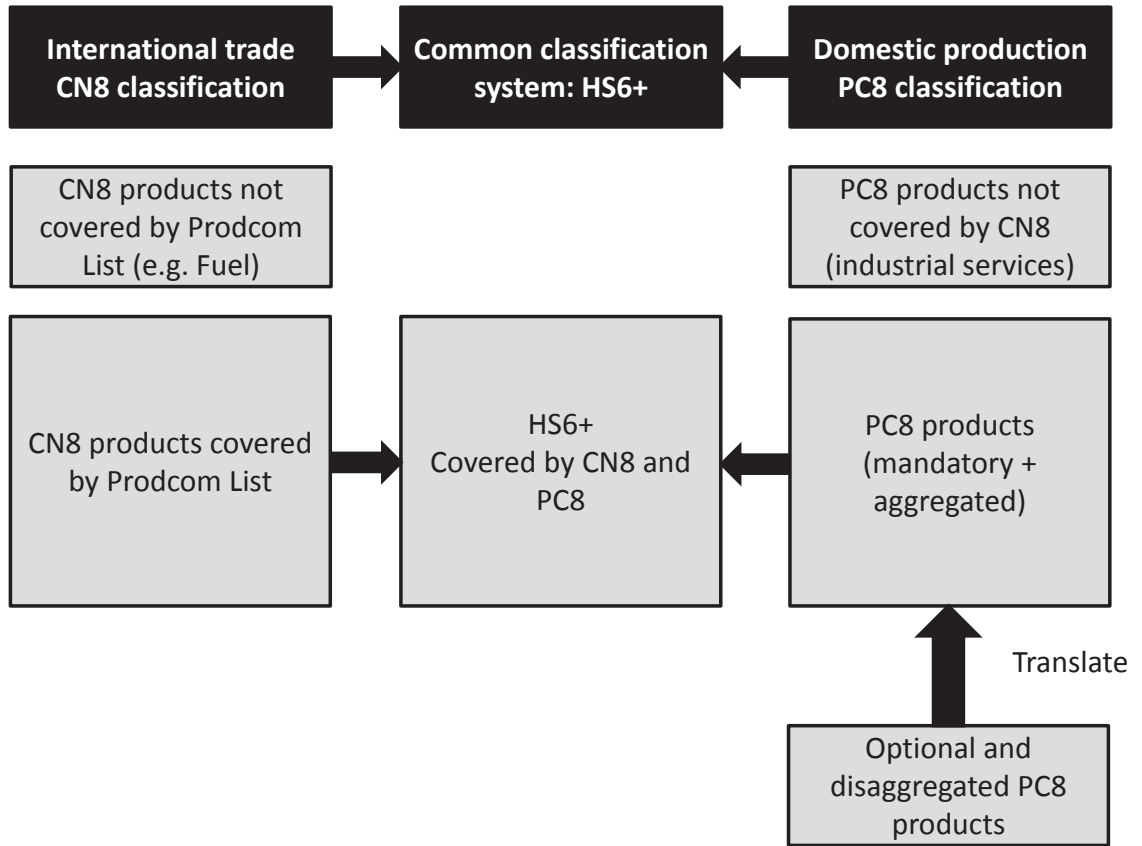 International trade
CN8 classification
Common classification
system: HS6+
Domestic production
PC8 classification
CN8 products not
covered by Prodcom
List (e.g. Fuel)
PC8 products not
covered by CN8
(industrial services)
CN8 products covered
by Prodcom List
HS6+
Covered by CN8 and
PC8
PC8 products
(mandatory +
aggregated)
Translate
Optional and
disaggregated PC8
products